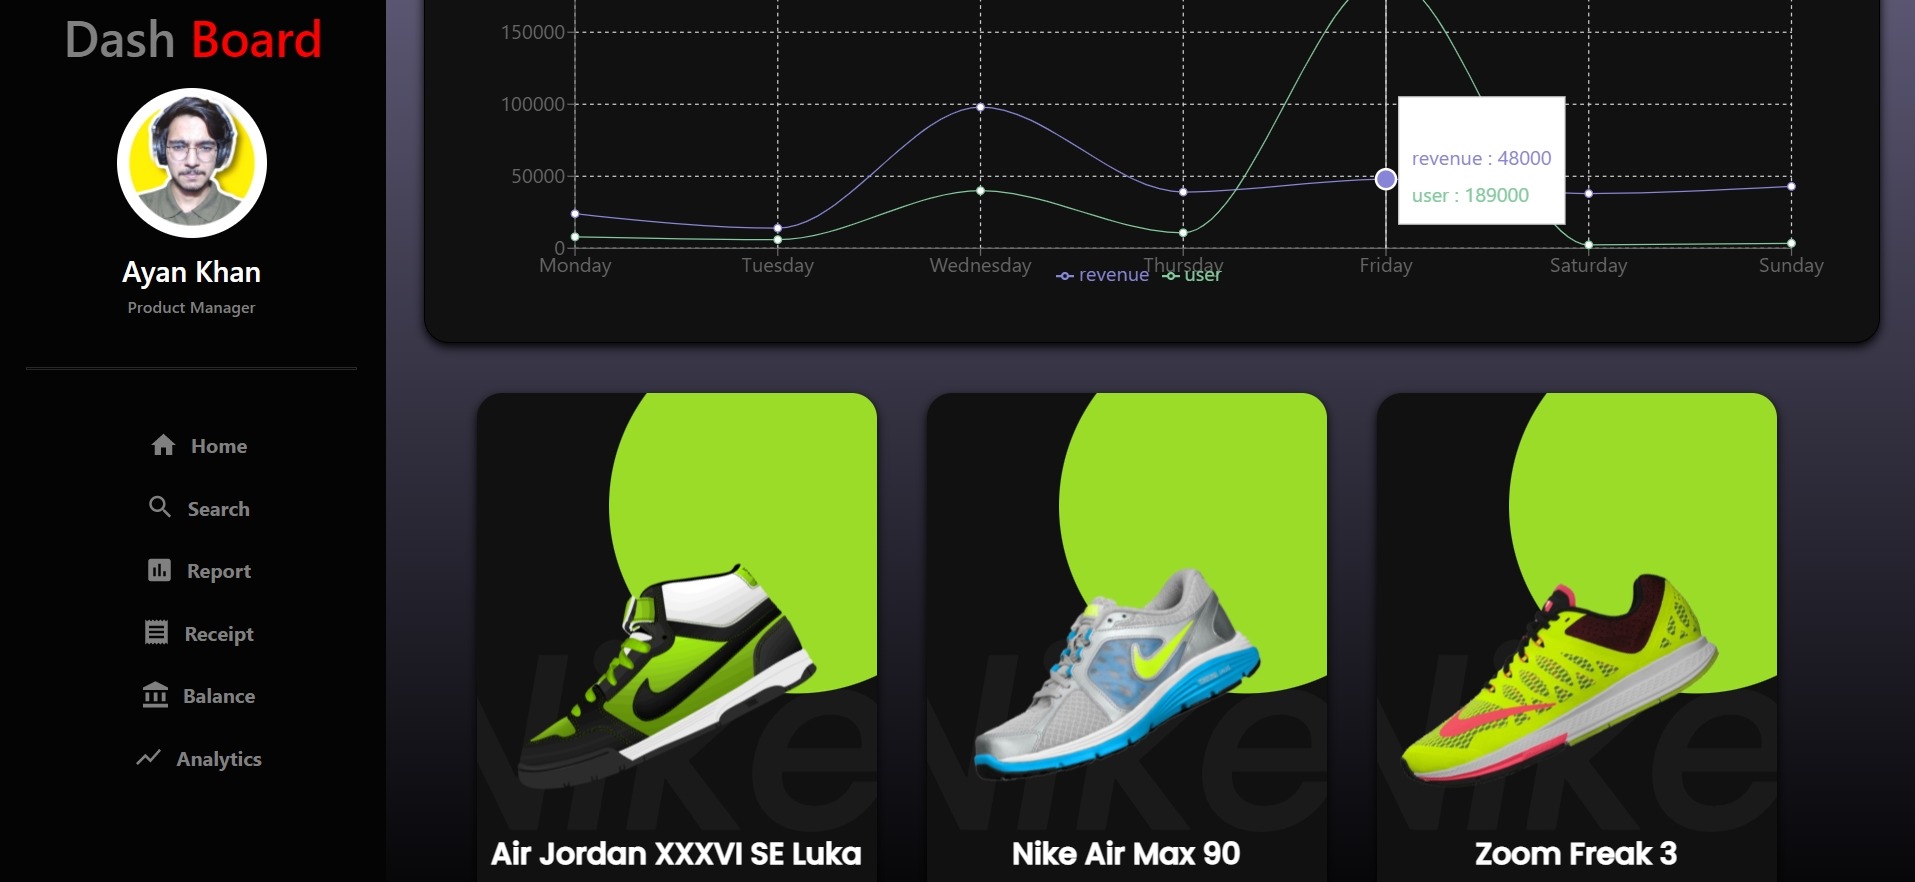 Dash Board
Ayan Khan
Product Manager
Home
Search
Report
Receipt
Balance
Analytics
150000
100000
50000
0
revenue : 48000
user : 189000
Monday Tuesday Wednesday Thursday Friday Saturday Sunday
revenue user
Nike Nike Nike
Air Jordan XXXVI SE Luka
Nike Air Max 90
Zoom Freak 3